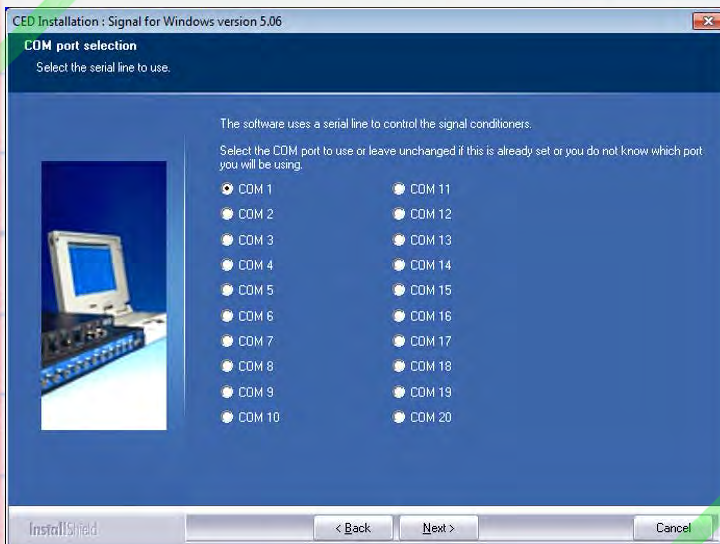 CED Installation : Signal for Windows version 5.06
COM port selection
Select the serial line to use.
The software uses a serial line to control the signal conditioners.
Select the COM port to use or leave unchanged if this is already set or you do not know which port
you will be using.
COM 1
COM 2
COM 3
COM 4
COM 5
COM 6
COM 7
COM 8
COM 9
COM 10
COM 11
COM 12
COM 13
COM 14
COM 15
COM 16
COM 17
COM 18
COM 19
COM 20
InstallShield
< Back
Next >
Cancel